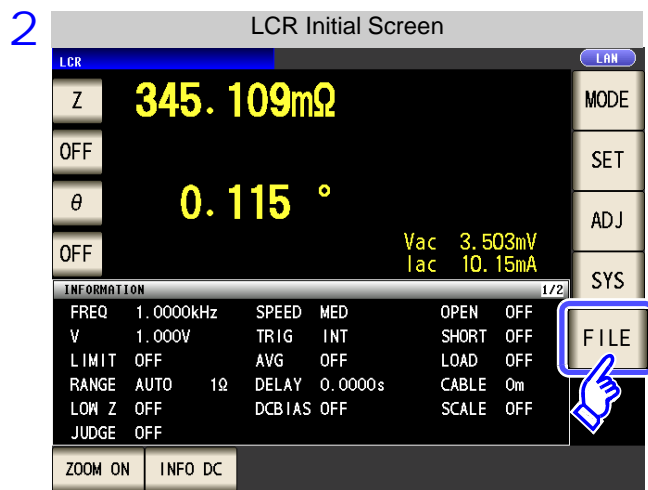 2
LCR Initial Screen
LCR
LAN
Z 345.109mΩ
MODE
OFF
SET
θ 0.115 °
ADJ
OFF
Vac 3.503mV
Iac 10.15mA
SYS
INFORMATION 1/2
FREQ 1.0000kHz SPEED MED OPEN OFF
V 1.000V TRIG INT SHORT OFF
FILE
LIMIT OFF AVG OFF LOAD OFF
RANGE AUTO 1Ω DELAY 0.0000s CABLE 0m
LOW Z OFF DCBIAS OFF SCALE OFF
JUDGE OFF
ZOOM ON INFO DC